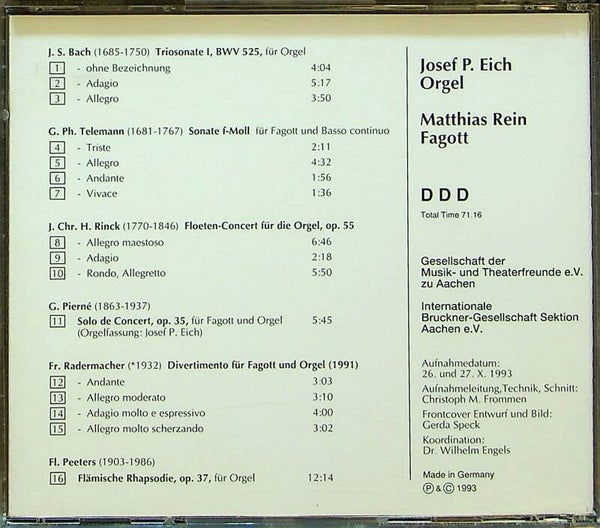 J. S. Bach (1685-1750) Triosonate I, BWV 525, für Orgel
1 - ohne Bezeichnung 4:04
2 - Adagio 5:17
3 - Allegro 3:50
G. Ph. Telemann (1681-1767) Sonate f-Moll für Fagott und Basso continuo
4 - Triste 2:11
5 - Allegro 4:32
6 - Andante 1:56
7 - Vivace 1:36
J. Chr. H. Rinck (1770-1846) Floeten-Concert für die Orgel, op. 55
8 - Allegro maestoso 6:46
9 - Adagio 2:18
10 - Rondo, Allegretto 5:50
G. Pierné (1863-1937)
11 Solo de Concert, op. 35, für Fagott und Orgel 5:45
(Orgelfassung: Josef P. Eich)
Fr. Radermacher (*1932) Divertimento für Fagott und Orgel (1991)
12 - Andante 3:03
13 - Allegro moderato 3:10
14 - Adagio molto e espressivo 4:00
15 - Allegro molto scherzando 3:02
Fl. Peeters (1903-1986)
16 Flämische Rhapsodie, op. 37, für Orgel 12:14
Josef P. Eich
Orgel
Matthias Rein
Fagott
D D D
Total Time 71:16
Gesellschaft der
Musik- und Theaterfreunde e.V.
zu Aachen
Internationale
Bruckner-Gesellschaft Sektion
Aachen e.V.
Aufnahmedatum:
26. und 27. X. 1993
Aufnahmeleitung,Technik, Schnitt:
Christoph M. Frommen
Frontcover Entwurf und Bild:
Gerda Speck
Koordination:
Dr. Wilhelm Engels
Made in Germany
Ⓟ & © 1993